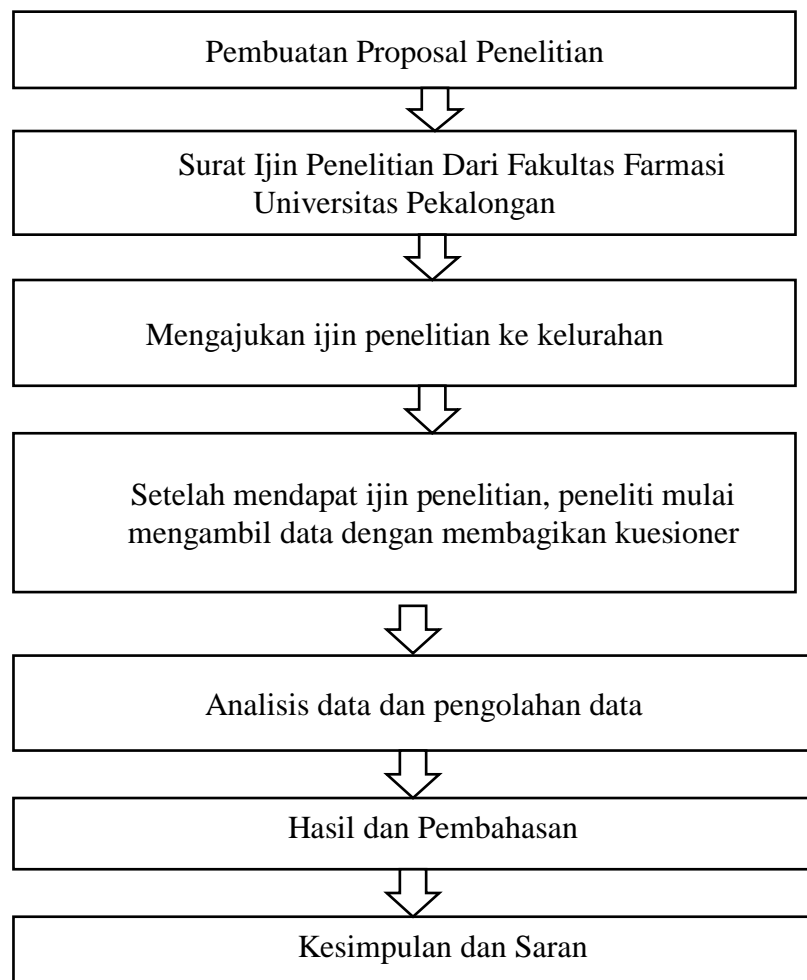 Pembuatan Proposal Penelitian
Surat Ijin Penelitian Dari Fakultas Farmasi
Universitas Pekalongan
Mengajukan ijin penelitian ke kelurahan
Setelah mendapat ijin penelitian, peneliti mulai
mengambil data dengan membagikan kuesioner
Analisis data dan pengolahan data
Hasil dan Pembahasan
Kesimpulan dan Saran